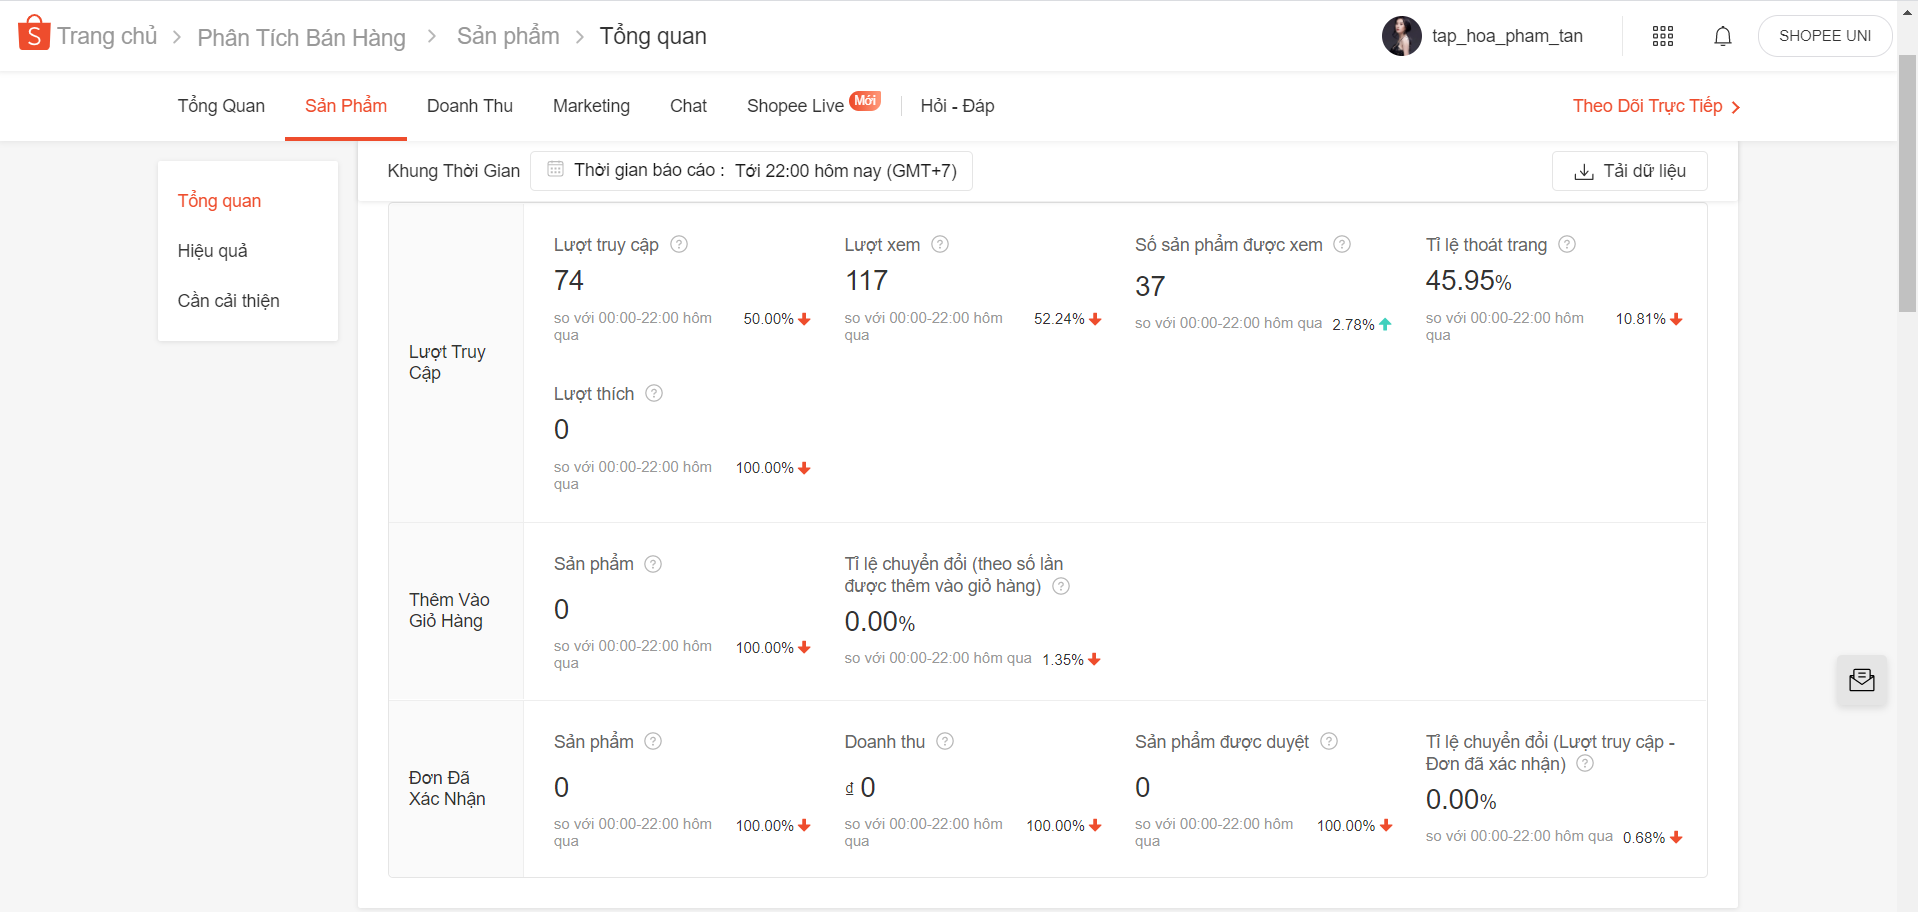 Trang chủ > Phân Tích Bán Hàng > Sản phẩm > Tổng quan
tap_hoa_pham_tan
SHOPEE UNI
Tổng Quan
Sản Phẩm
Doanh Thu
Marketing
Chat
Shopee Live
Mới
Hỏi - Đáp
Theo Dõi Trực Tiếp >
Tổng quan
Hiệu quả
Cần cải thiện
Khung Thời Gian
Thời gian báo cáo : Tới 22:00 hôm nay (GMT+7)
Tải dữ liệu
Lượt Truy
Cập
Lượt truy cập ?
74
so với 00:00-22:00 hôm
qua
50.00%
Lượt xem ?
117
so với 00:00-22:00 hôm
qua
52.24%
Số sản phẩm được xem ?
37
so với 00:00-22:00 hôm qua
2.78%
Tỉ lệ thoát trang ?
45.95%
so với 00:00-22:00 hôm
qua
10.81%
Lượt thích ?
0
so với 00:00-22:00 hôm
qua
100.00%
Thêm Vào
Giỏ Hàng
Sản phẩm ?
0
so với 00:00-22:00 hôm
qua
100.00%
Tỉ lệ chuyển đổi (theo số lần
được thêm vào giỏ hàng) ?
0.00%
so với 00:00-22:00 hôm qua
1.35%
Đơn Đã
Xác Nhận
Sản phẩm ?
0
so với 00:00-22:00 hôm
qua
100.00%
Doanh thu ?
₫ 0
so với 00:00-22:00 hôm
qua
100.00%
Sản phẩm được duyệt ?
0
so với 00:00-22:00 hôm
qua
100.00%
Tỉ lệ chuyển đổi (Lượt truy cập -
Đơn đã xác nhận) ?
0.00%
so với 00:00-22:00 hôm qua
0.68%